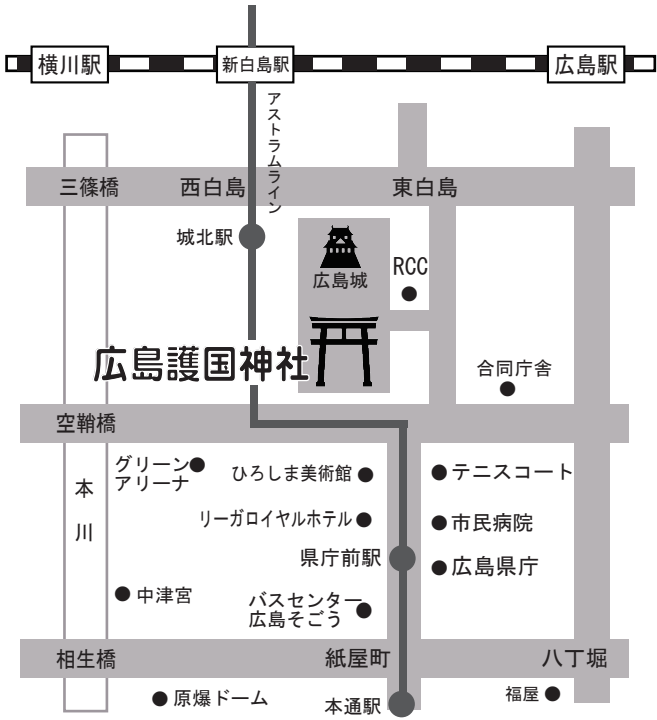 横川駅
新白島駅
広島駅
アストラムライン
三篠橋
西白島
東白島
城北駅
広島城
RCC
広島護国神社
合同庁舎
空鞘橋
グリーン
アリーナ
ひろしま美術館
テニスコート
本川
リーガロイヤルホテル
市民病院
県庁前駅
広島県庁
中津宮
バスセンター
広島そごう
相生橋
紙屋町
八丁堀
原爆ドーム
本通駅
福屋